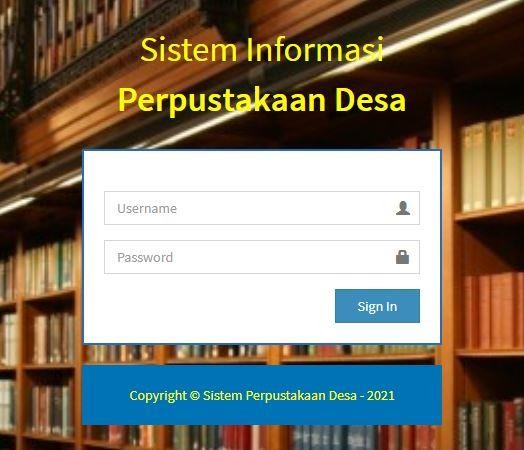 Sistem Informasi
Perpustakaan Desa
Username
Password
Sign In
Copyright © Sistem Perpustakaan Desa - 2021